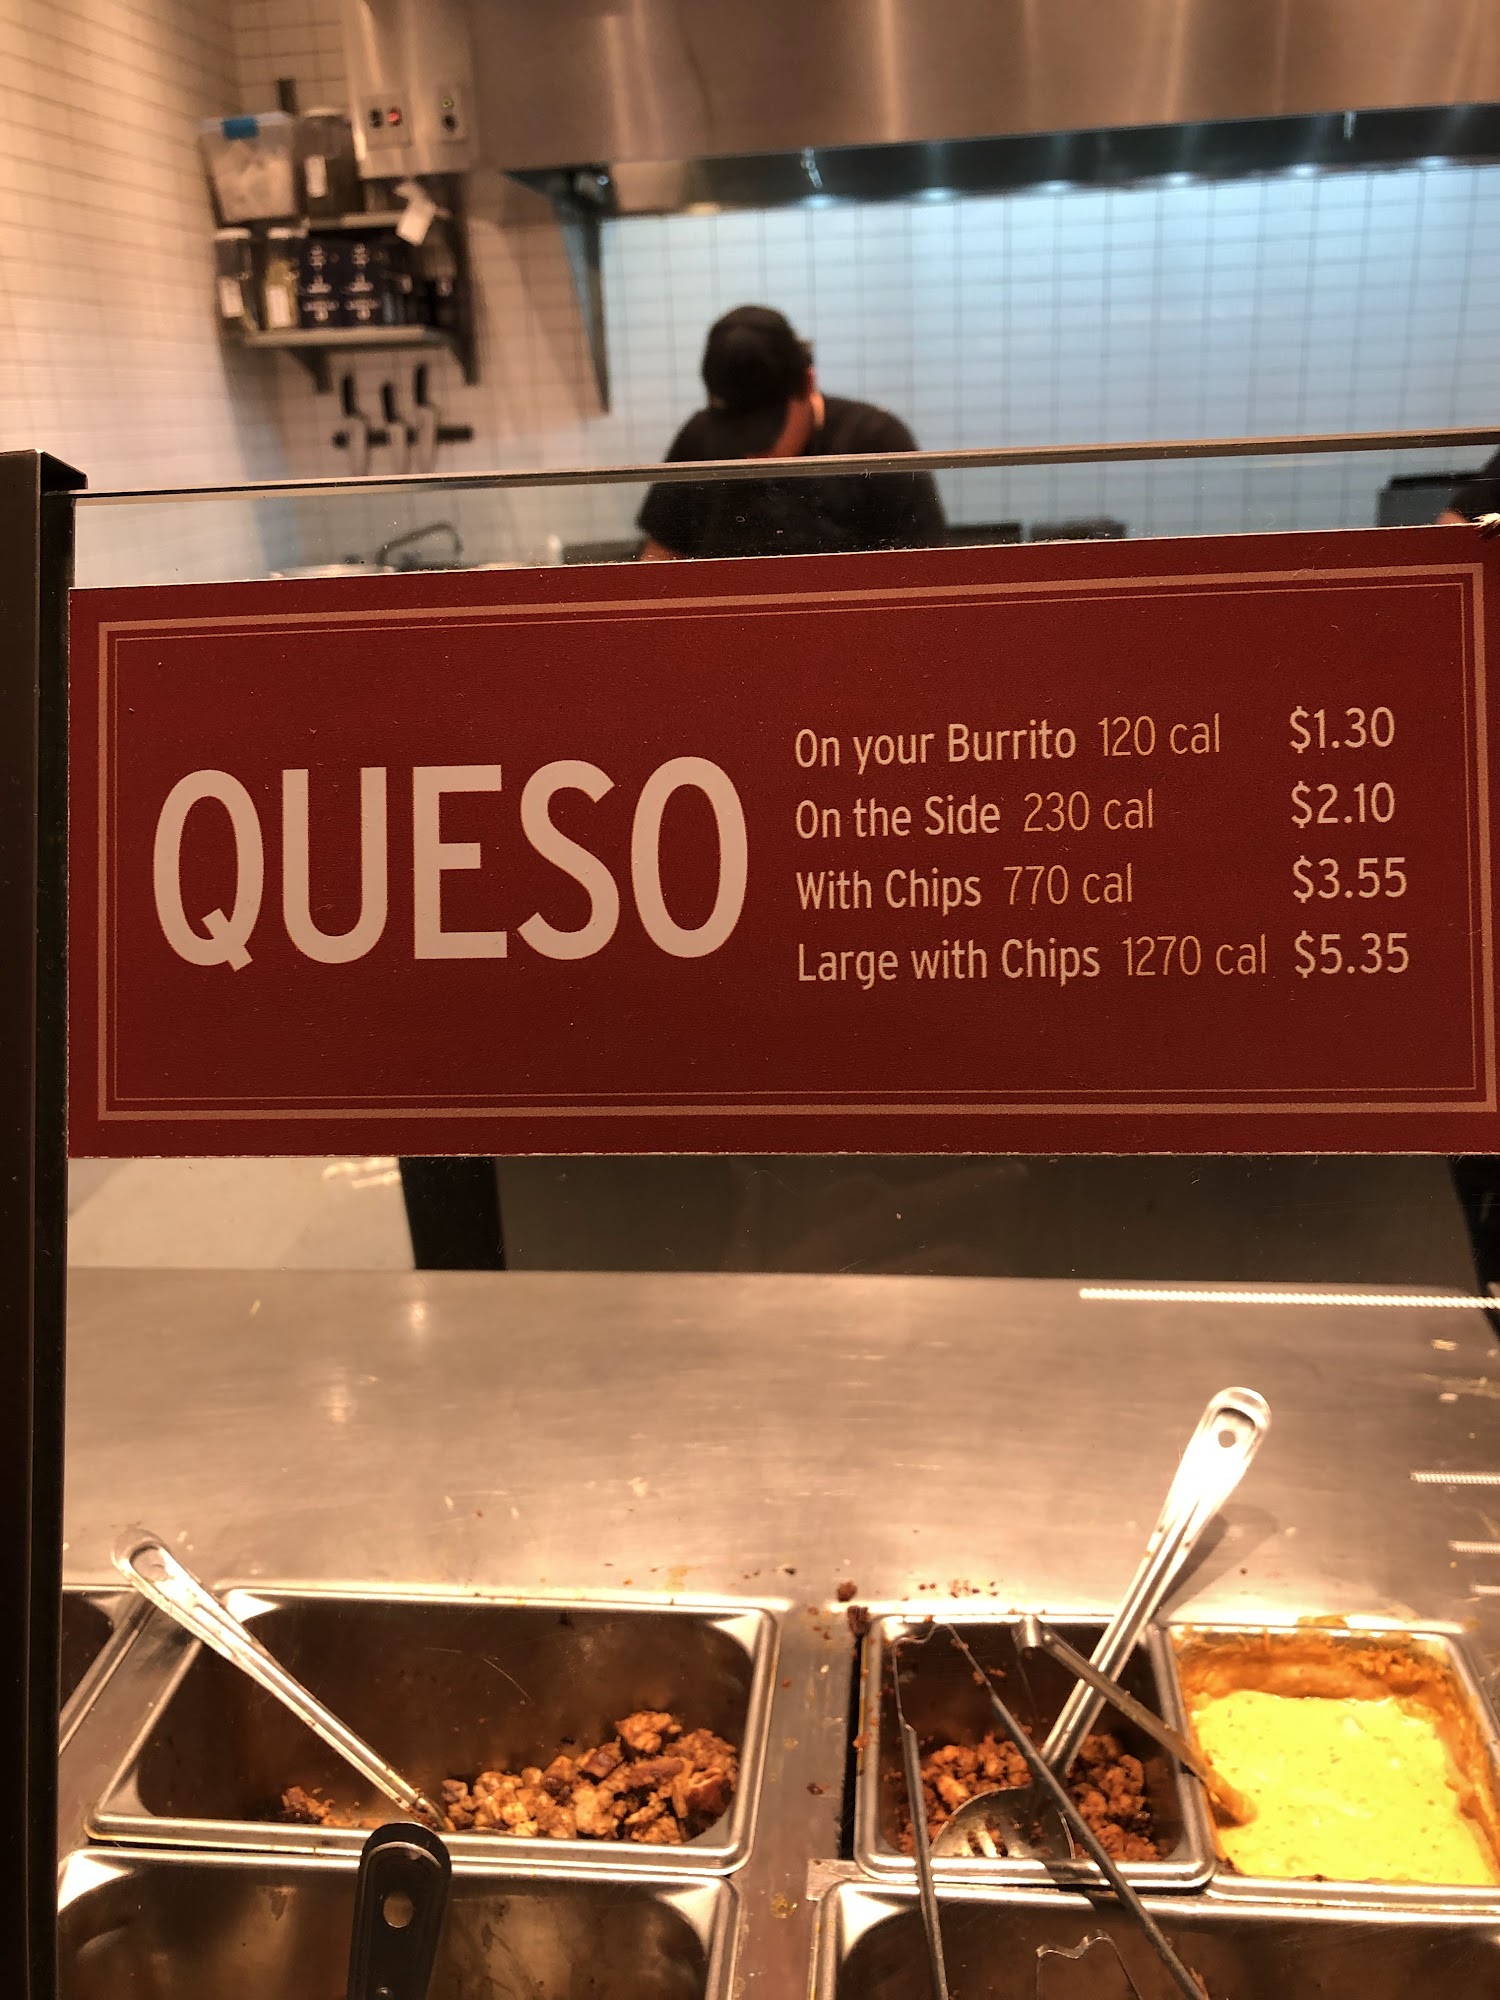 QUESO
On your Burrito 120 cal $1.30
On the Side 230 cal $2.10
With Chips 770 cal $3.55
Large with Chips 1270 cal $5.35